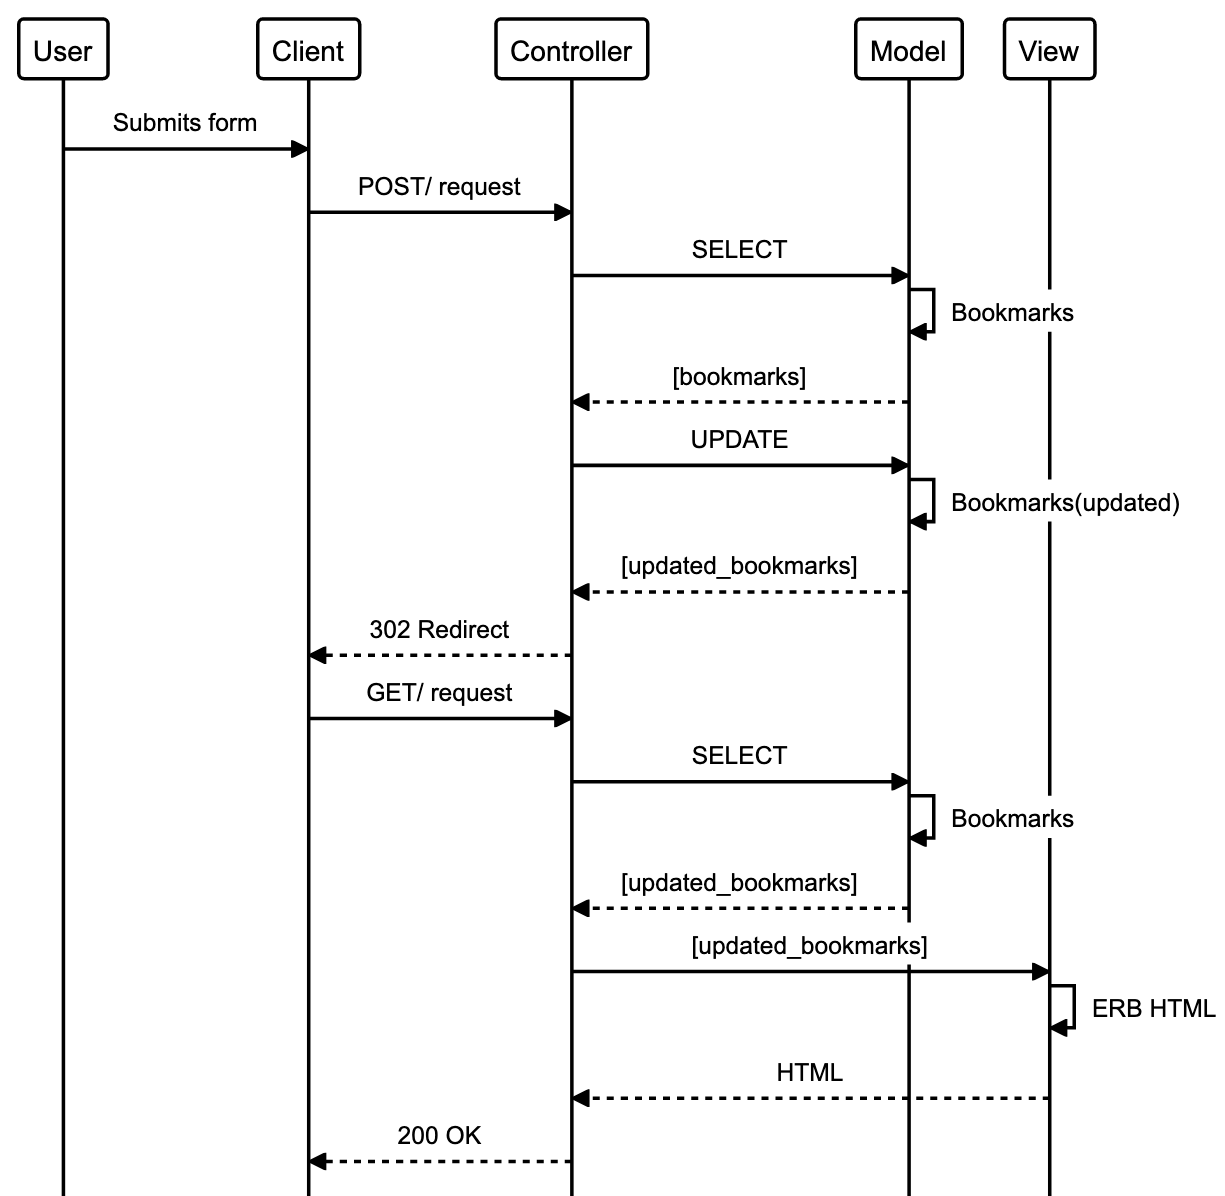 User
Client
Controller
Model
View
Submits form
POST/ request
SELECT
Bookmarks
[bookmarks]
UPDATE
Bookmarks(updated)
[updated_bookmarks]
302 Redirect
GET/ request
SELECT
Bookmarks
[updated_bookmarks]
[updated_bookmarks]
ERB HTML
HTML
200 OK